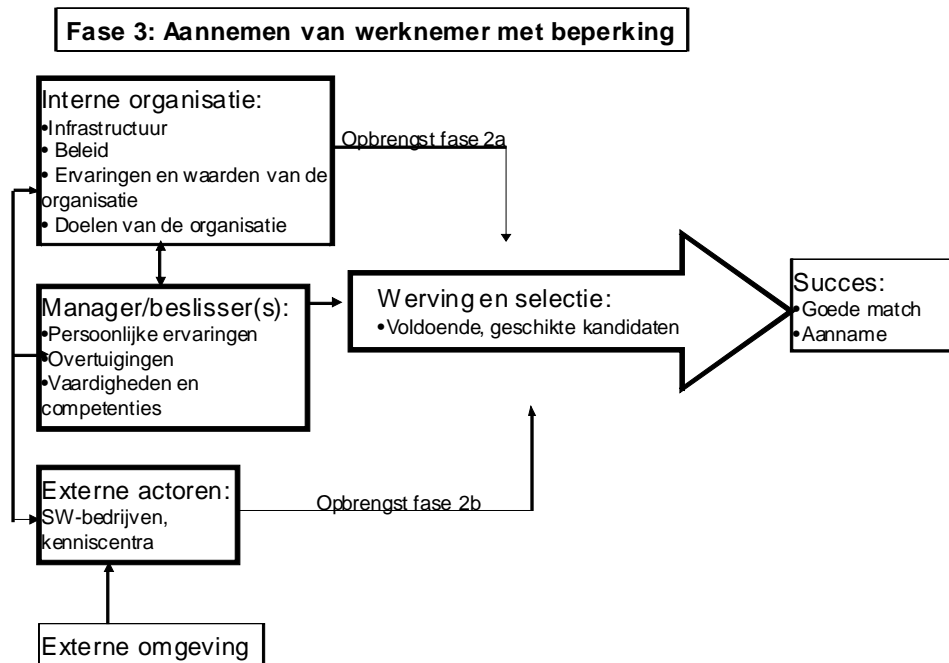 Fase 3: Aannemen van werknemer met beperking
Interne organisatie:
•Infrastructuur
• Beleid
• Ervaringen en waarden van de
organisatie
• Doelen van de organisatie
Opbrengst fase 2a
Manager/beslisser(s):
•Persoonlijke ervaringen
•Overtuigingen
•Vaardigheden en
competenties
Werving en selectie:
•Voldoende, geschikte kandidaten
Succes:
•Goede match
•Aanname
Externe actoren:
SW-bedrijven,
kenniscentra
Opbrengst fase 2b
Externe omgeving